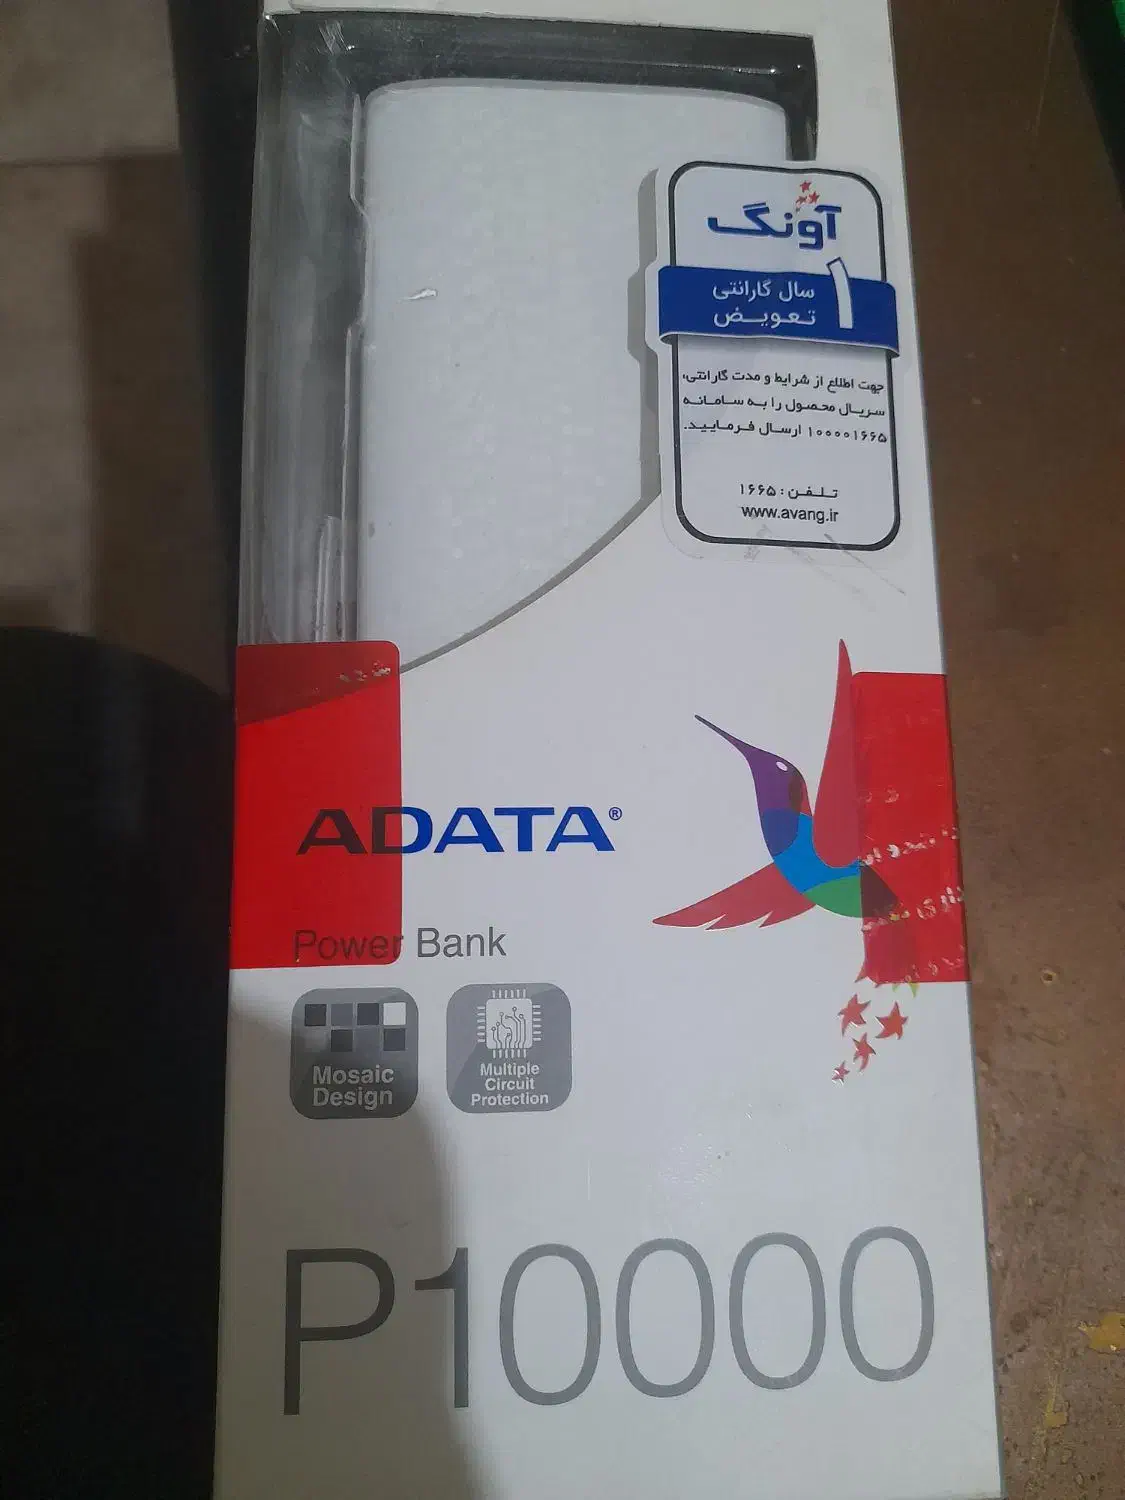 آونگ
۱
سال گارانتی
تعویض
جهت اطلاع از شرایط و مدت گارانتی،
سریال محصول را به سامانه
۱۰۰۰۰۱۶۶۵ ارسال فرمایید.
تلفن: ۱۶۶۵
www.avang.ir
ADATA®
Power Bank
Mosaic
Design
Multiple
Circuit
Protection
P10000